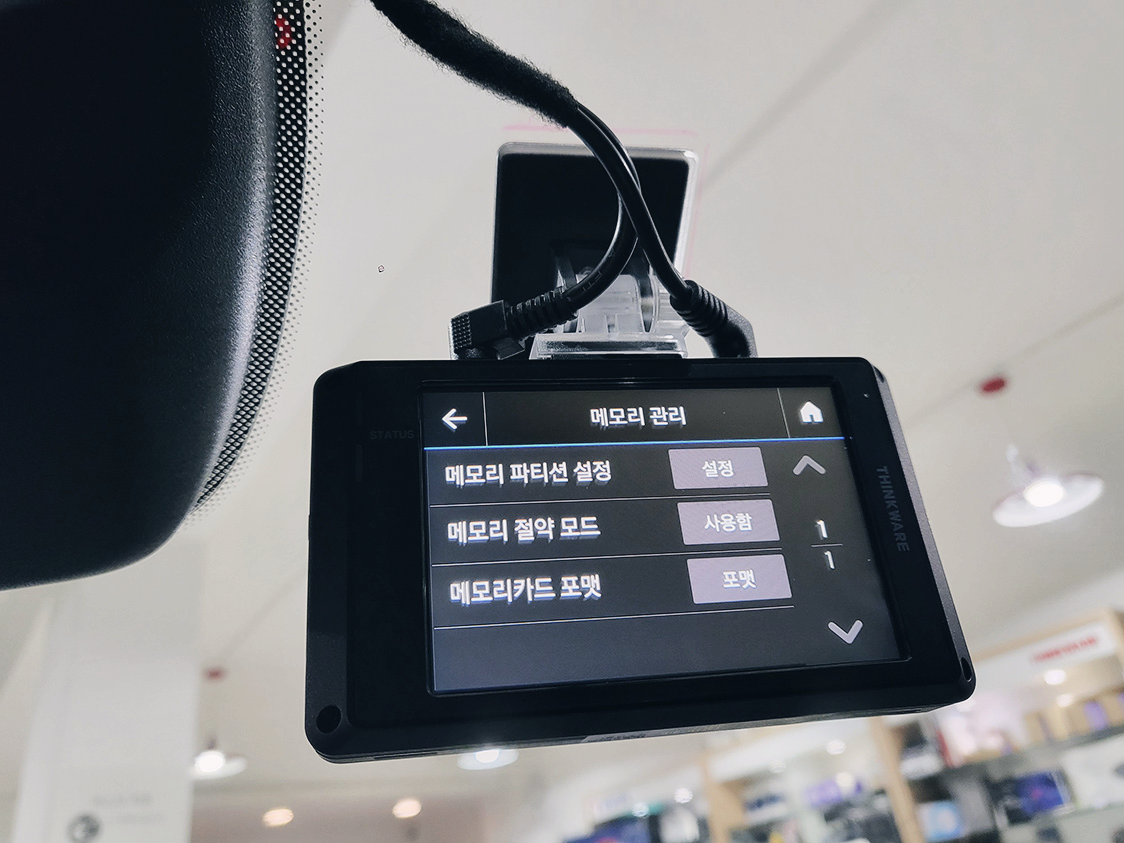 메모리 관리
STATUS
메모리 파티션 설정 설정
메모리 절약 모드 사용함
메모리카드 포맷 포맷
1
1
THINKWARE